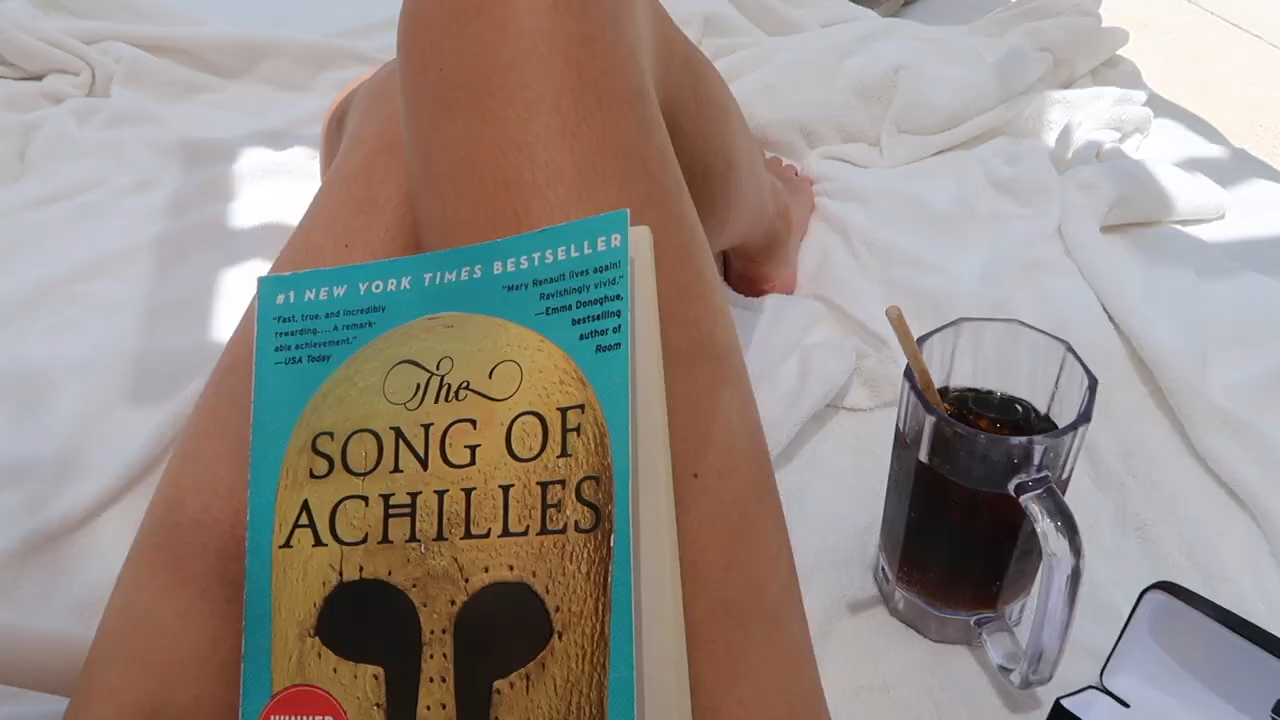 #1 NEW YORK TIMES BESTSELLER
"Fast, true, and incredibly
rewarding.... A remark-
able achievement."
—USA Today
"Mary Renault lives again!
Ravishingly vivid."
—Emma Donoghue,
bestselling
author of
Room
The
SONG OF
ACHILLES
WINNER